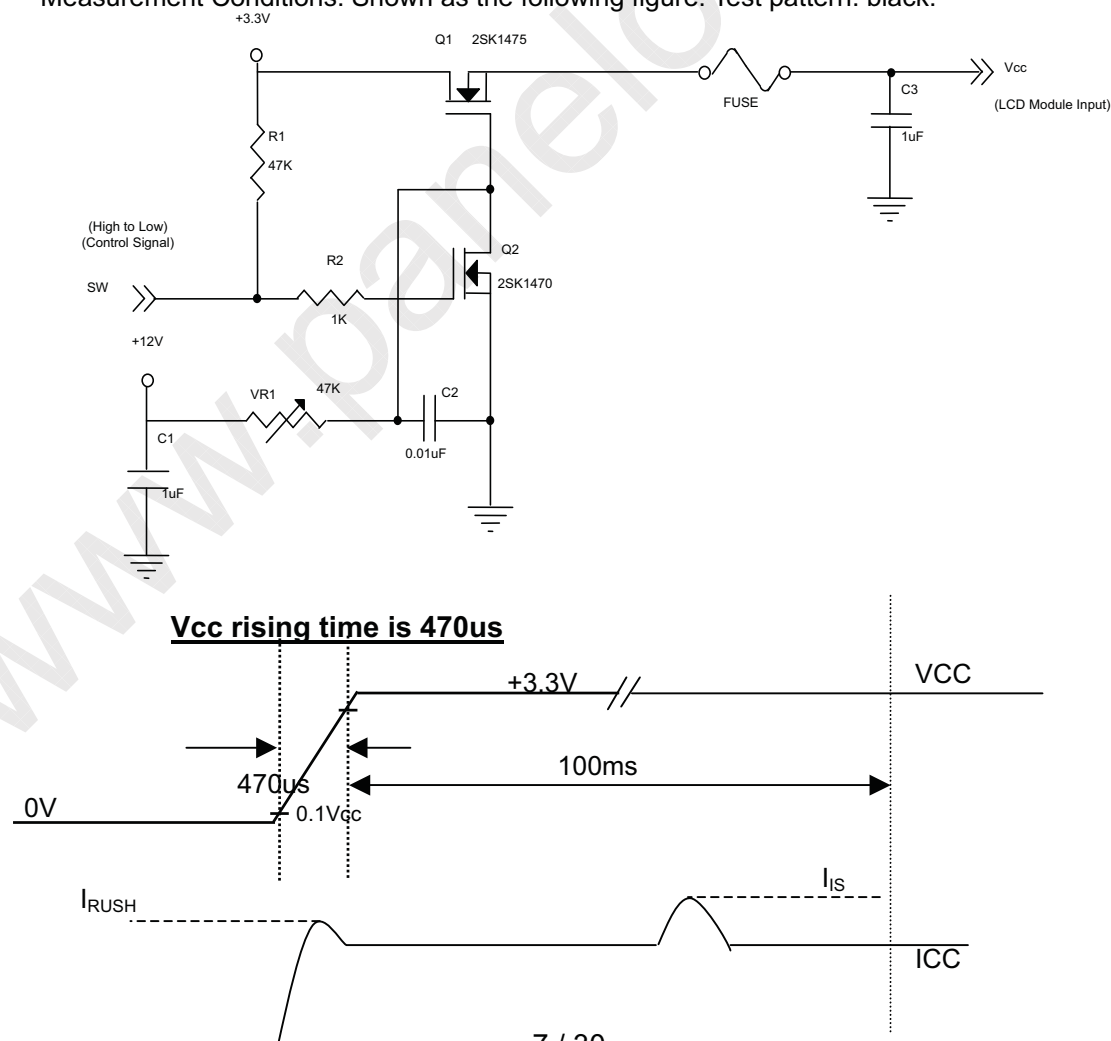 Measurement Conditions: Shown as the following figure. Test pattern: black.
+3.3V
Q1 2SK1475
Vcc
FUSE
C3
(LCD Module Input)
1uF
R1
47K
(High to Low)
(Control Signal)
Q2
R2
2SK1470
SW
1K
+12V
VR1
47K
C2
C1
0.01uF
1uF
Vcc rising time is 470us
+3.3V
VCC
100ms
470us
0V
0.1Vcc
IIS
IRUSH
ICC
7 / 30
www.panelo